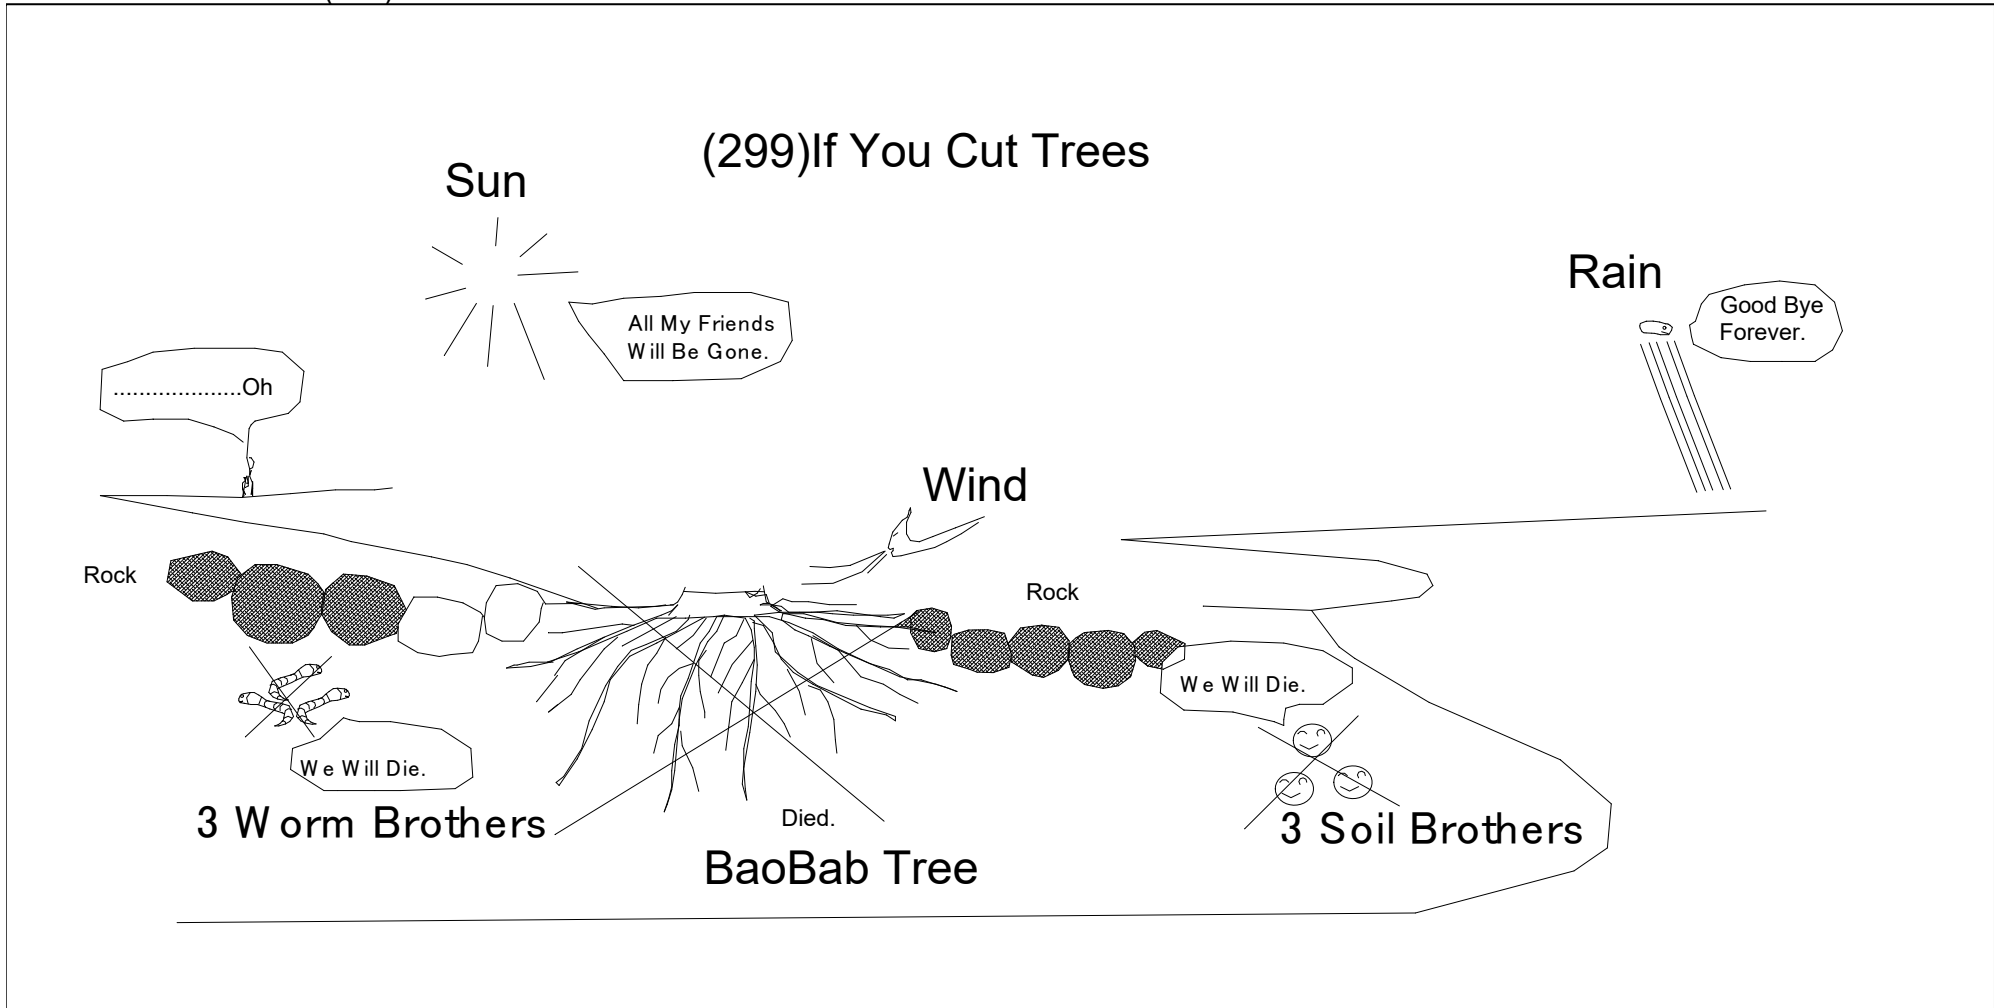 (299)If You Cut Trees
Sun
Rain
Good Bye
Forever.
All My Friends
Will Be Gone.
....................Oh
Wind
Rock
Rock
We Will Die.
We Will Die.
3 Worm Brothers
Died.
3 Soil Brothers
BaoBab Tree